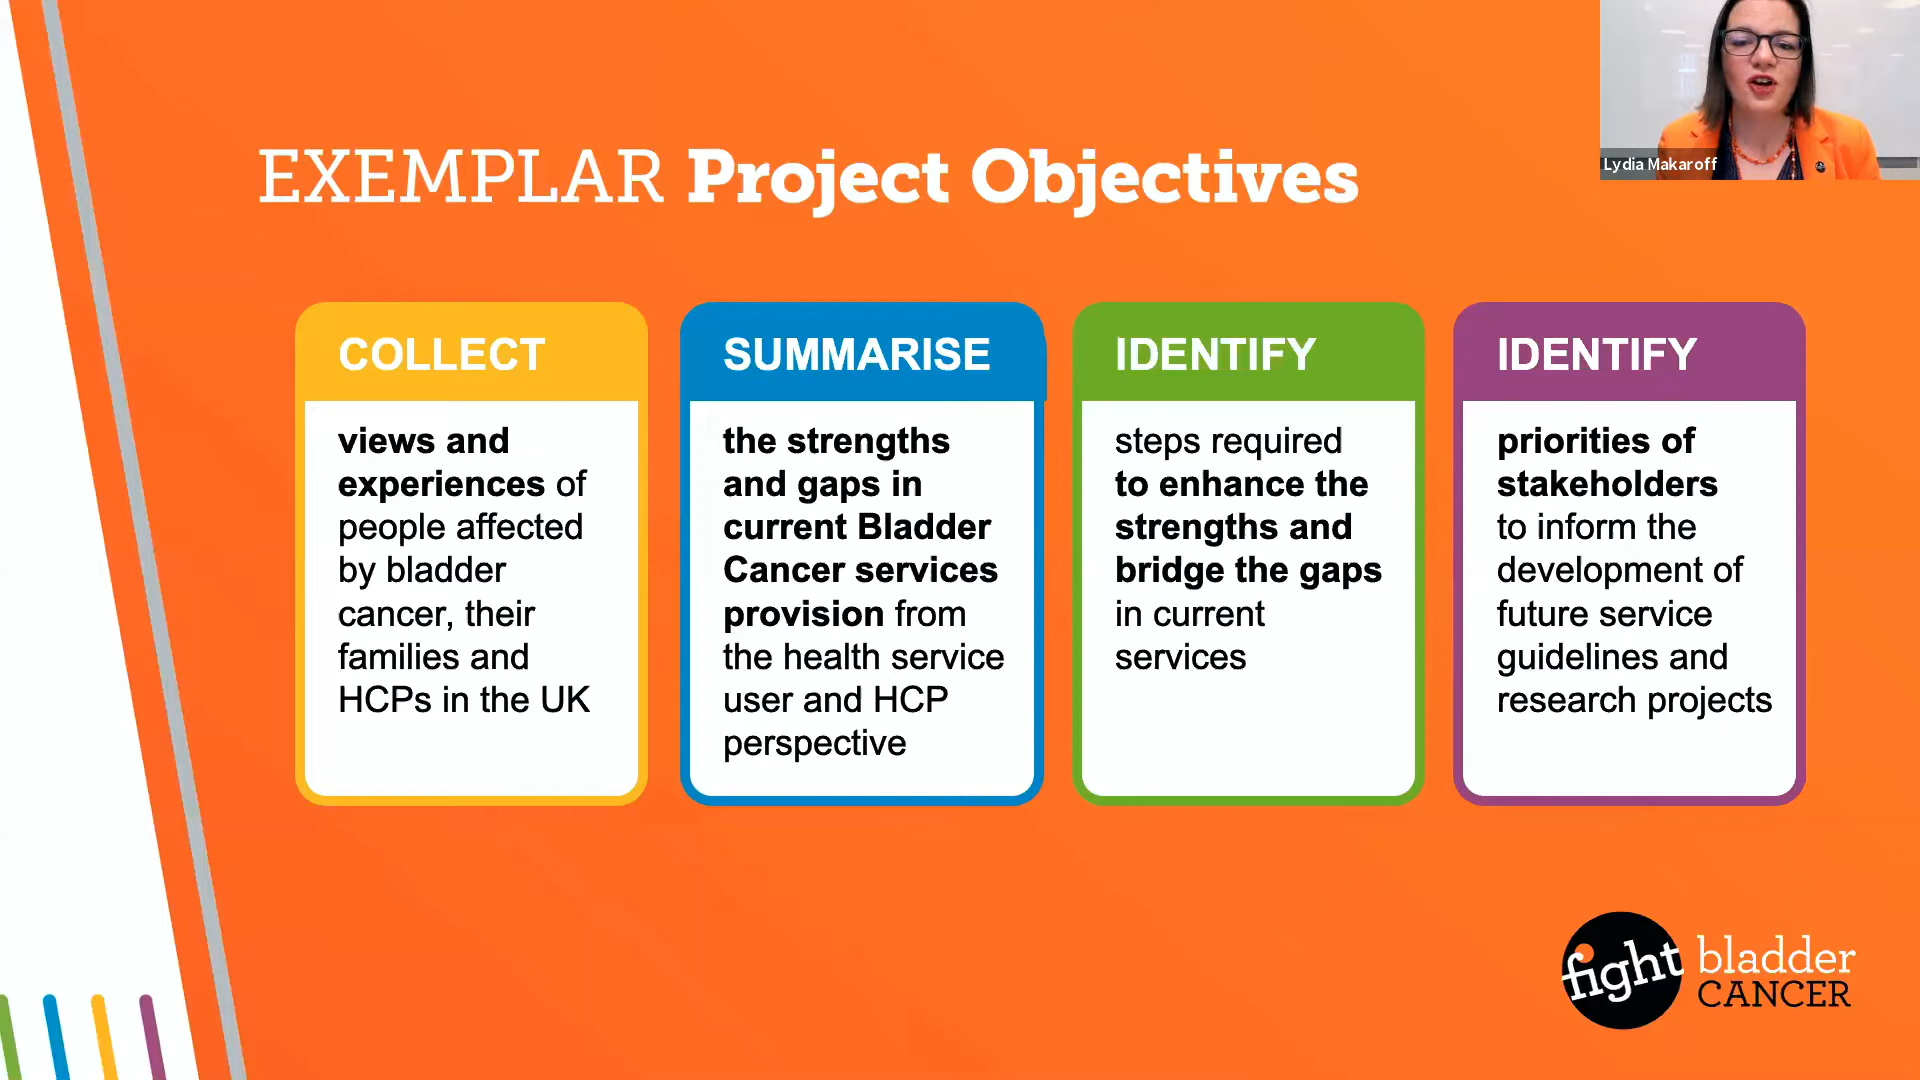 Lydia Makaroff
EXEMPLAR Project Objectives
COLLECT
views and
experiences of
people affected
by bladder
cancer, their
families and
HCPs in the UK
SUMMARISE
the strengths
and gaps in
current Bladder
Cancer services
provision from
the health service
user and HCP
perspective
IDENTIFY
steps required
to enhance the
strengths and
bridge the gaps
in current
services
IDENTIFY
priorities of
stakeholders
to inform the
development of
future service
guidelines and
research projects
fight bladder
CANCER